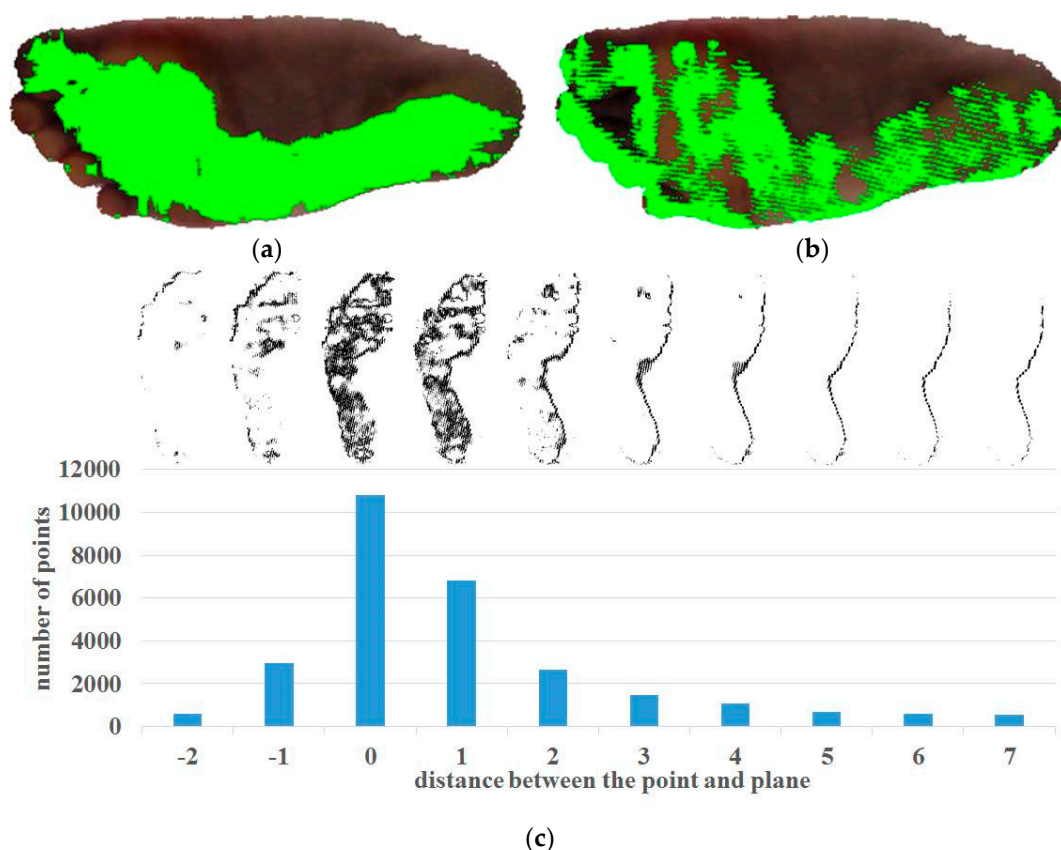 (a) (b)
12000
10000
8000
6000
4000
2000
0
number of points
-2 -1 0 1 2 3 4 5 6 7
distance between the point and plane
(c)